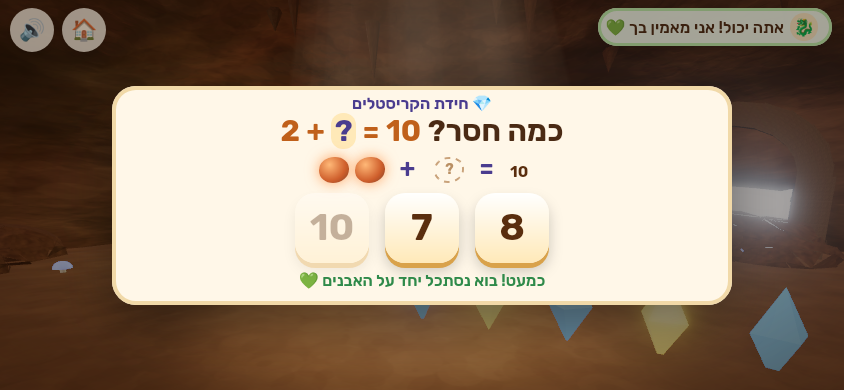 אתה יכול! אני מאמין בך 💚
💎 חידת הקריסטלים
כמה חסר? 2 + ? = 10
+ ? = 10
10 7 8
כמעט! בוא נסתכל יחד על האבנים 💚